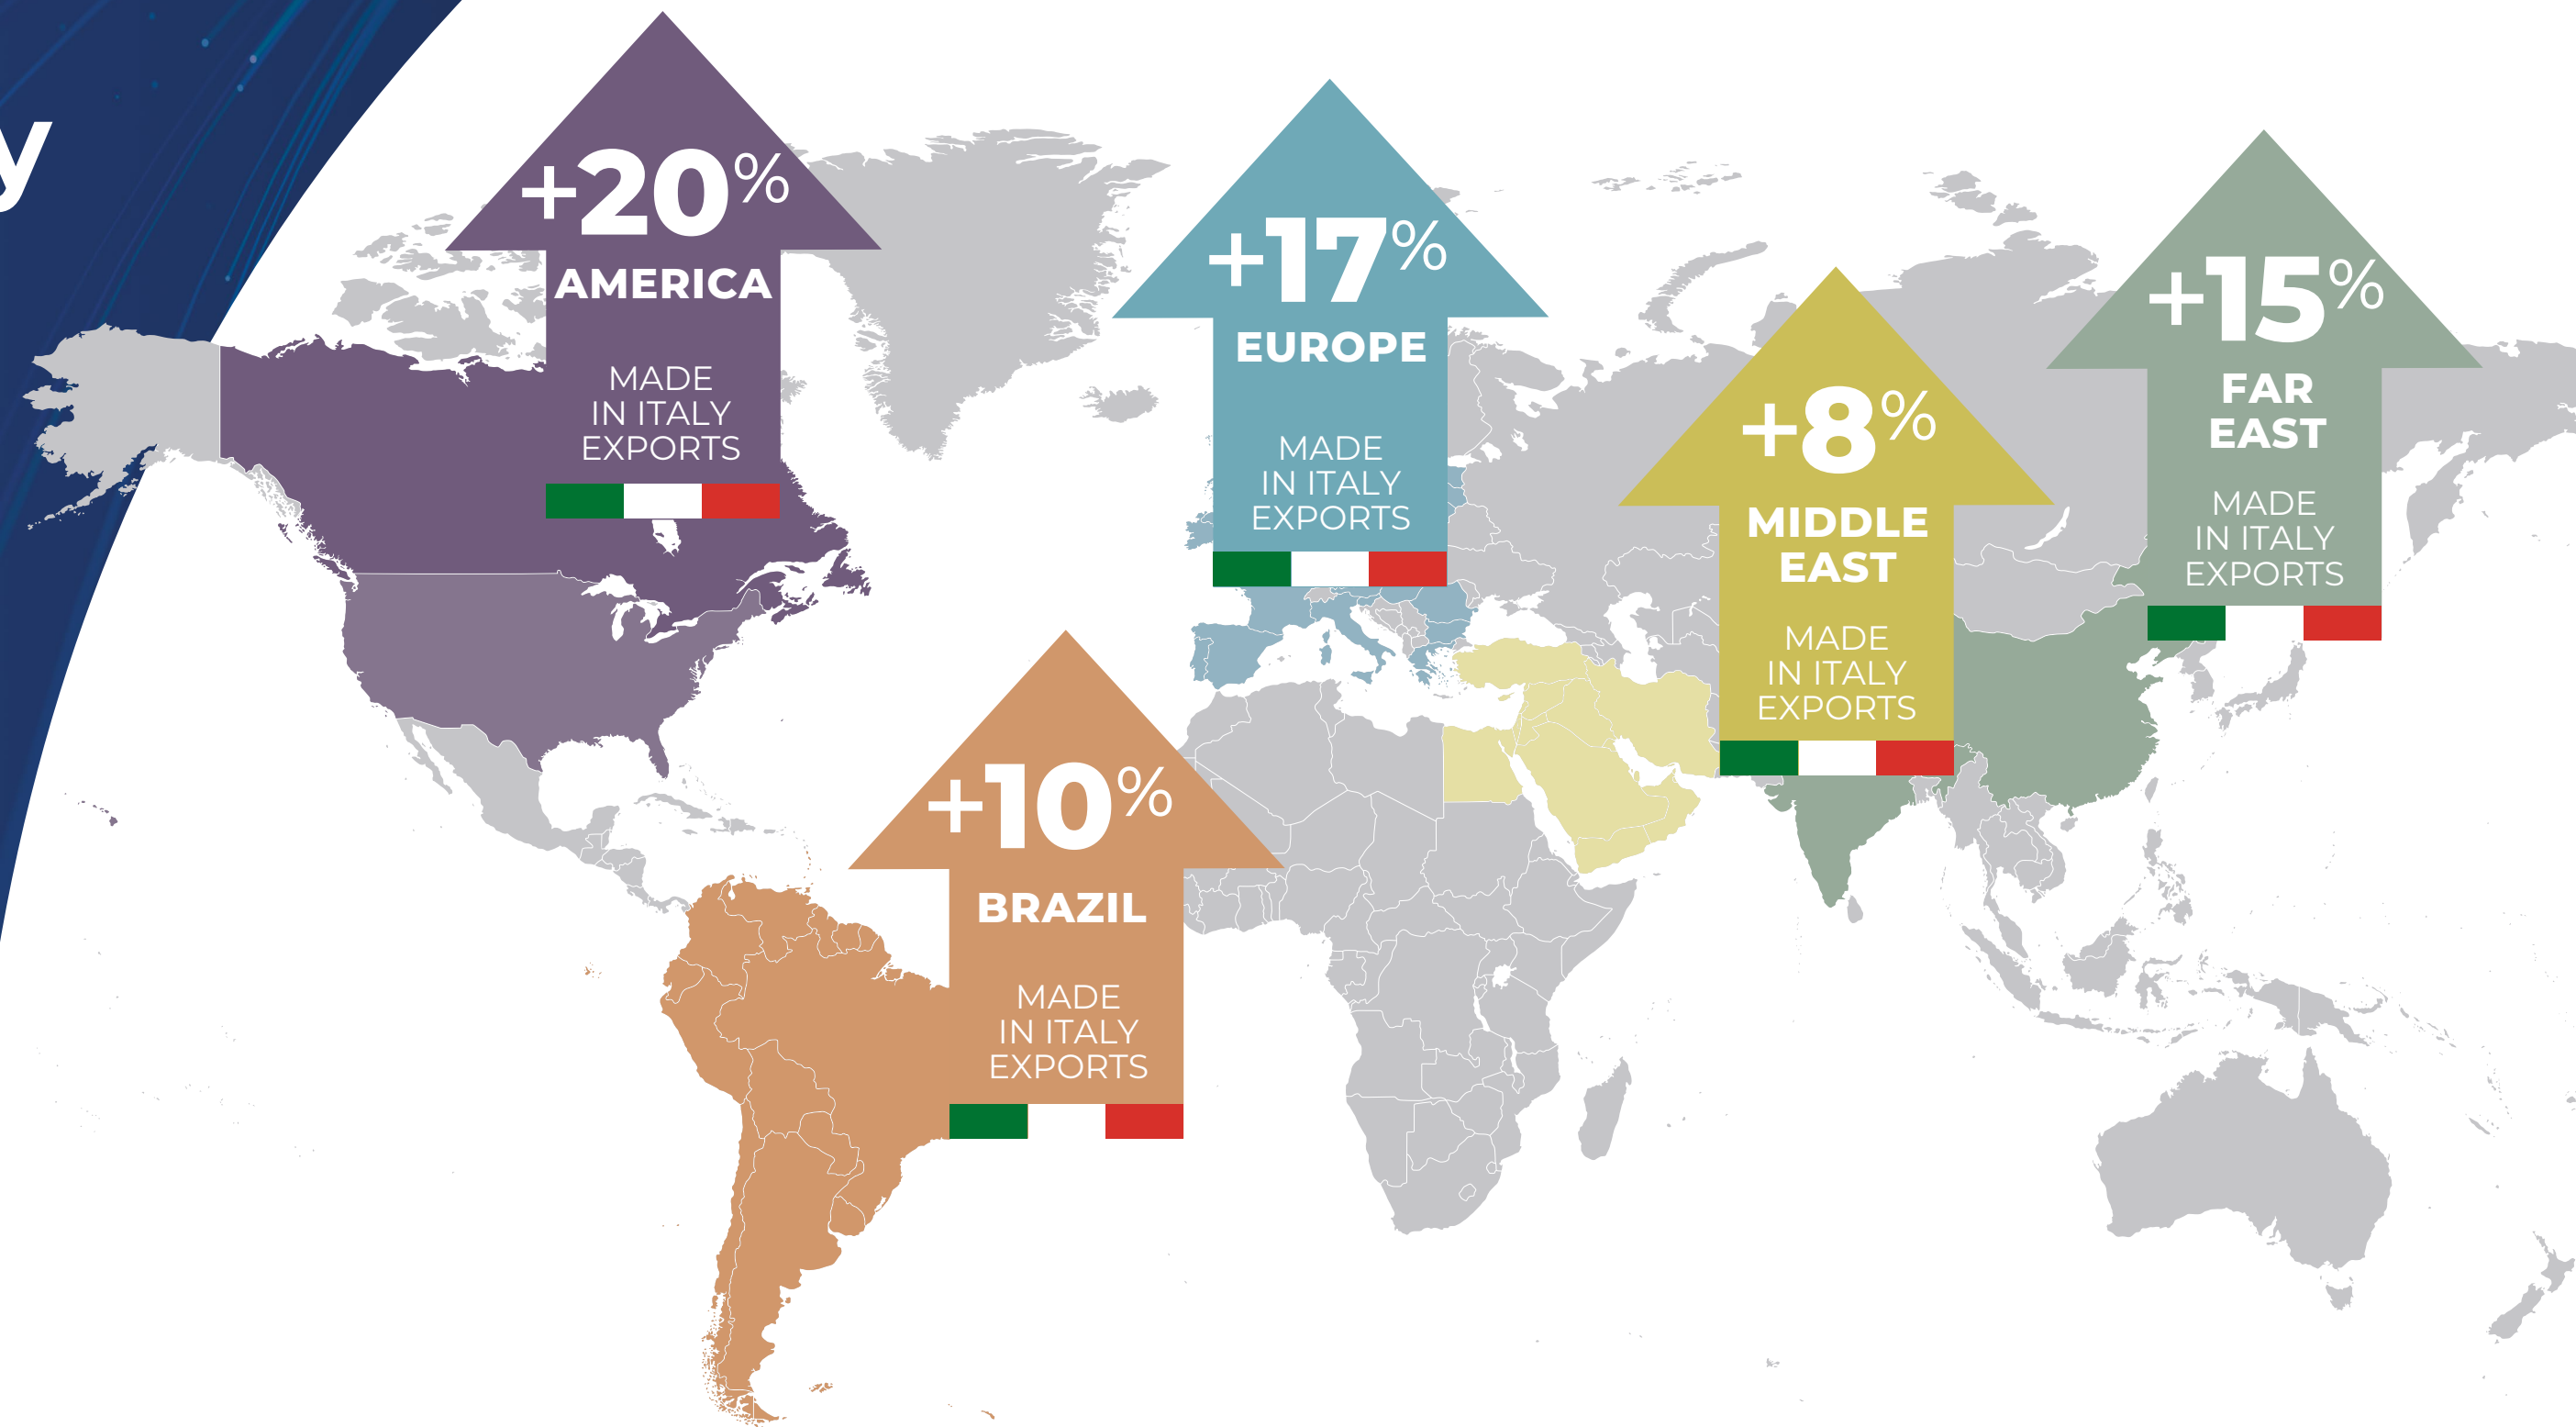 y
+20%
AMERICA
MADE
IN ITALY
EXPORTS
+17%
EUROPE
MADE
IN ITALY
EXPORTS
+8%
MIDDLE
EAST
MADE
IN ITALY
EXPORTS
+15%
FAR
EAST
MADE
IN ITALY
EXPORTS
+10%
BRAZIL
MADE
IN ITALY
EXPORTS